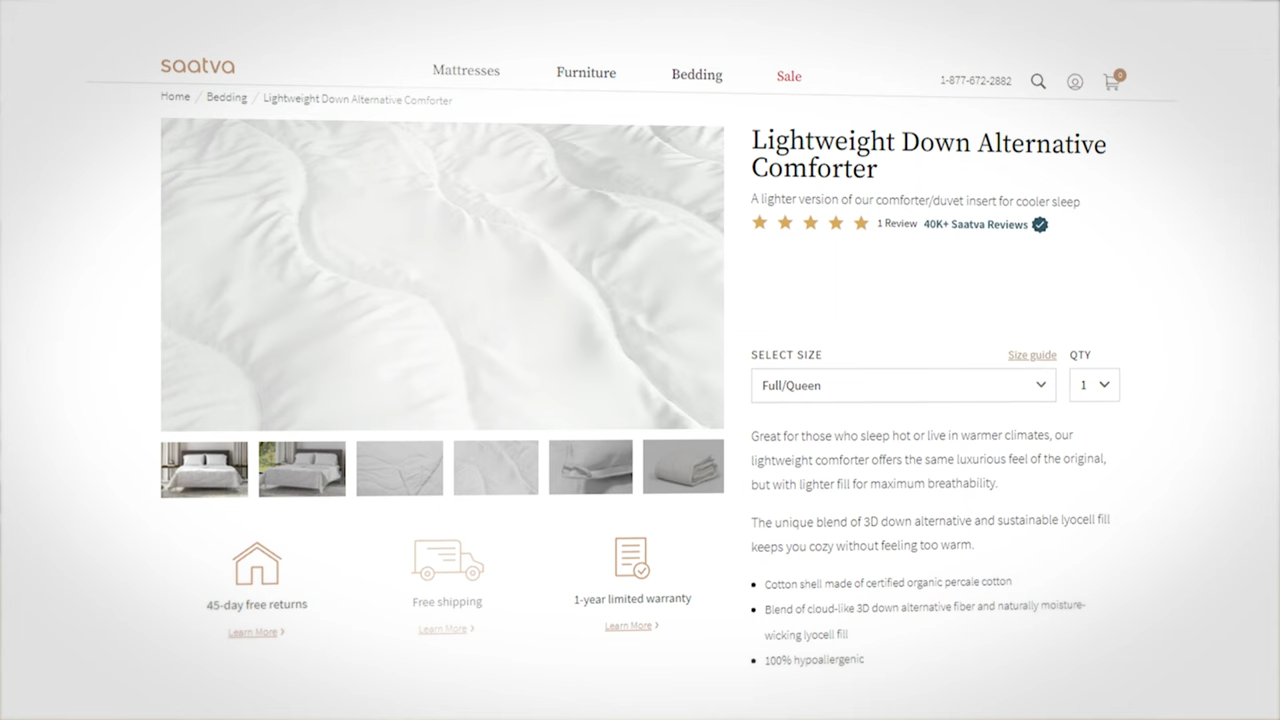 saatva
Mattresses
Furniture
Bedding
Sale
1-877-672-2882
0
Home / Bedding / Lightweight Down Alternative Comforter
Lightweight Down Alternative
Comforter
A lighter version of our comforter/duvet insert for cooler sleep
1 Review 40K+ Saatva Reviews
SELECT SIZE
Size guide
QTY
Full/Queen
1
Great for those who sleep hot or live in warmer climates, our
lightweight comforter offers the same luxurious feel of the original,
but with lighter fill for maximum breathability.
The unique blend of 3D down alternative and sustainable lyocell fill
keeps you cozy without feeling too warm.
• Cotton shell made of certified organic percale cotton
• Blend of cloud-like 3D down alternative fiber and naturally moisture-
wicking lyocell fill
• 100% hypoallergenic
45-day free returns
Learn More >
Free shipping
Learn More >
1-year limited warranty
Learn More >